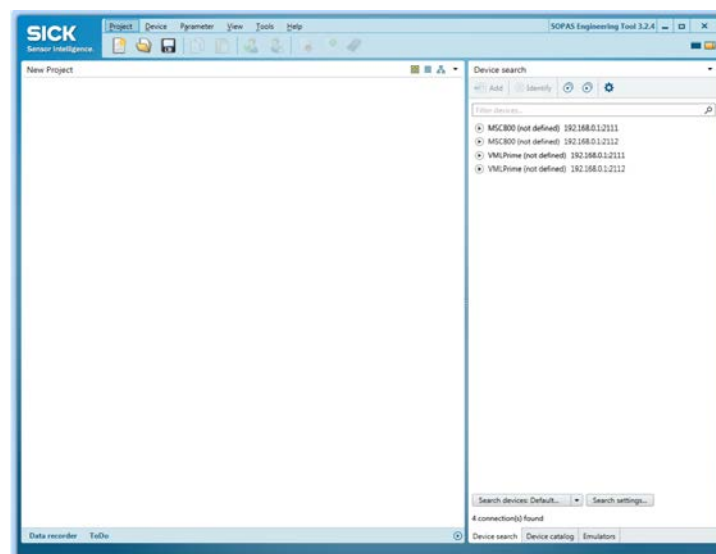 SICK
Sensor Intelligence.
Project Device Parameter View Tools Help
SOPAS Engineering Tool 3.2.4
New Project
Device search
Add Identify
Filter devices...
MSC800 (not defined) 192.168.0.1:2111
MSC800 (not defined) 192.168.0.1:2112
VMLPrime (not defined) 192.168.0.1:2111
VMLPrime (not defined) 192.168.0.1:2112
Search devices: Default... Search settings...
4 connection(s) found
Data recorder ToDo
Device search Device catalog Emulators